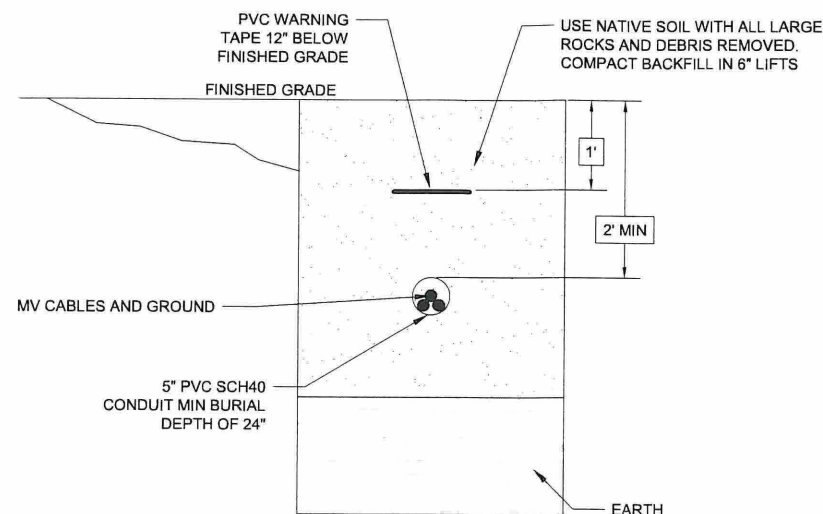 PVC WARNING
TAPE 12" BELOW
FINISHED GRADE
USE NATIVE SOIL WITH ALL LARGE
ROCKS AND DEBRIS REMOVED.
COMPACT BACKFILL IN 6" LIFTS
FINISHED GRADE
1'
2' MIN
MV CABLES AND GROUND
5" PVC SCH40
CONDUIT MIN BURIAL
DEPTH OF 24"
EARTH